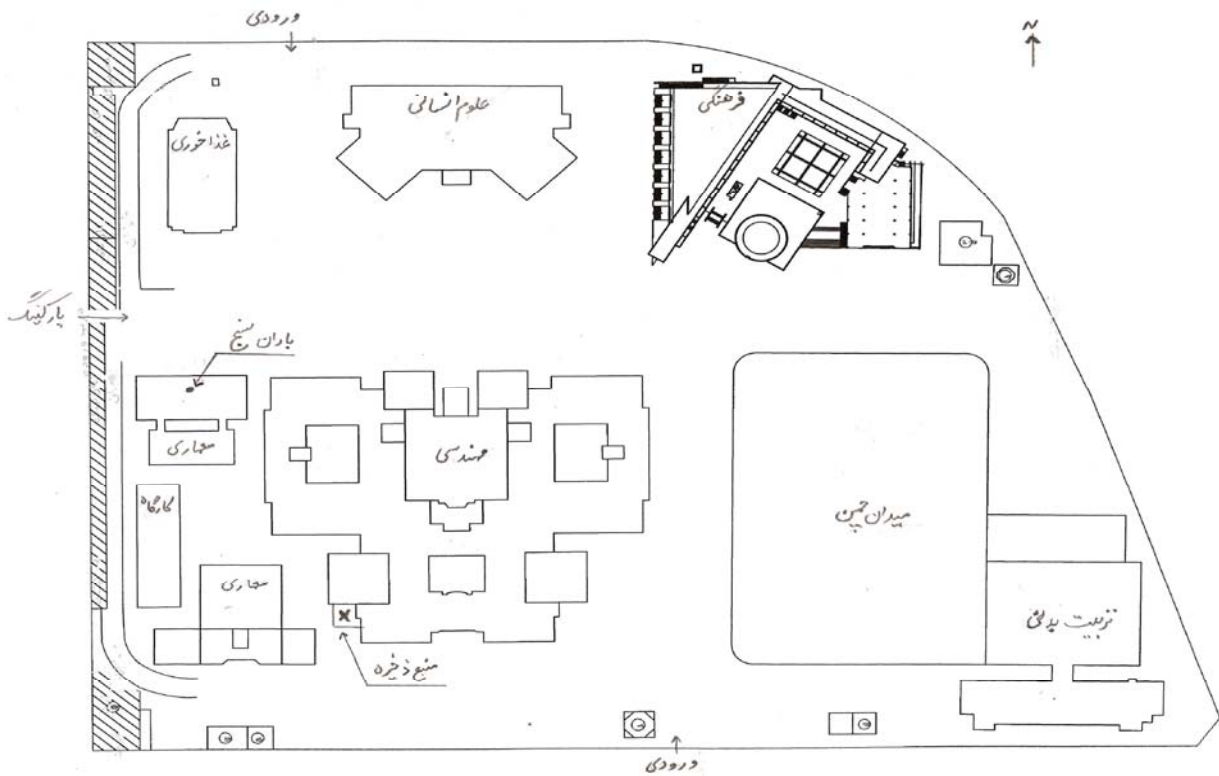 ورودی
N
علوم انسانی
فرهنگی
غذاخوری
پارکینگ
باران سنج
معماری
مهندسی
کارگاه
میدان چمن
معماری
تربیت بدنی
منبع ذخیره
ورودی